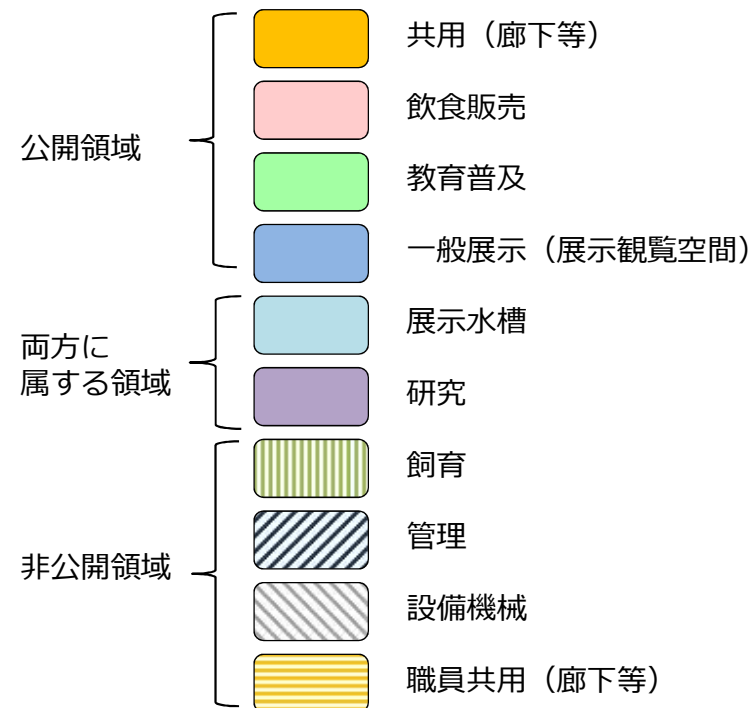 公開領域
共用（廊下等）
飲食販売
教育普及
一般展示（展示観覧空間）
両方に
属する領域
展示水槽
研究
非公開領域
飼育
管理
設備機械
職員共用（廊下等）